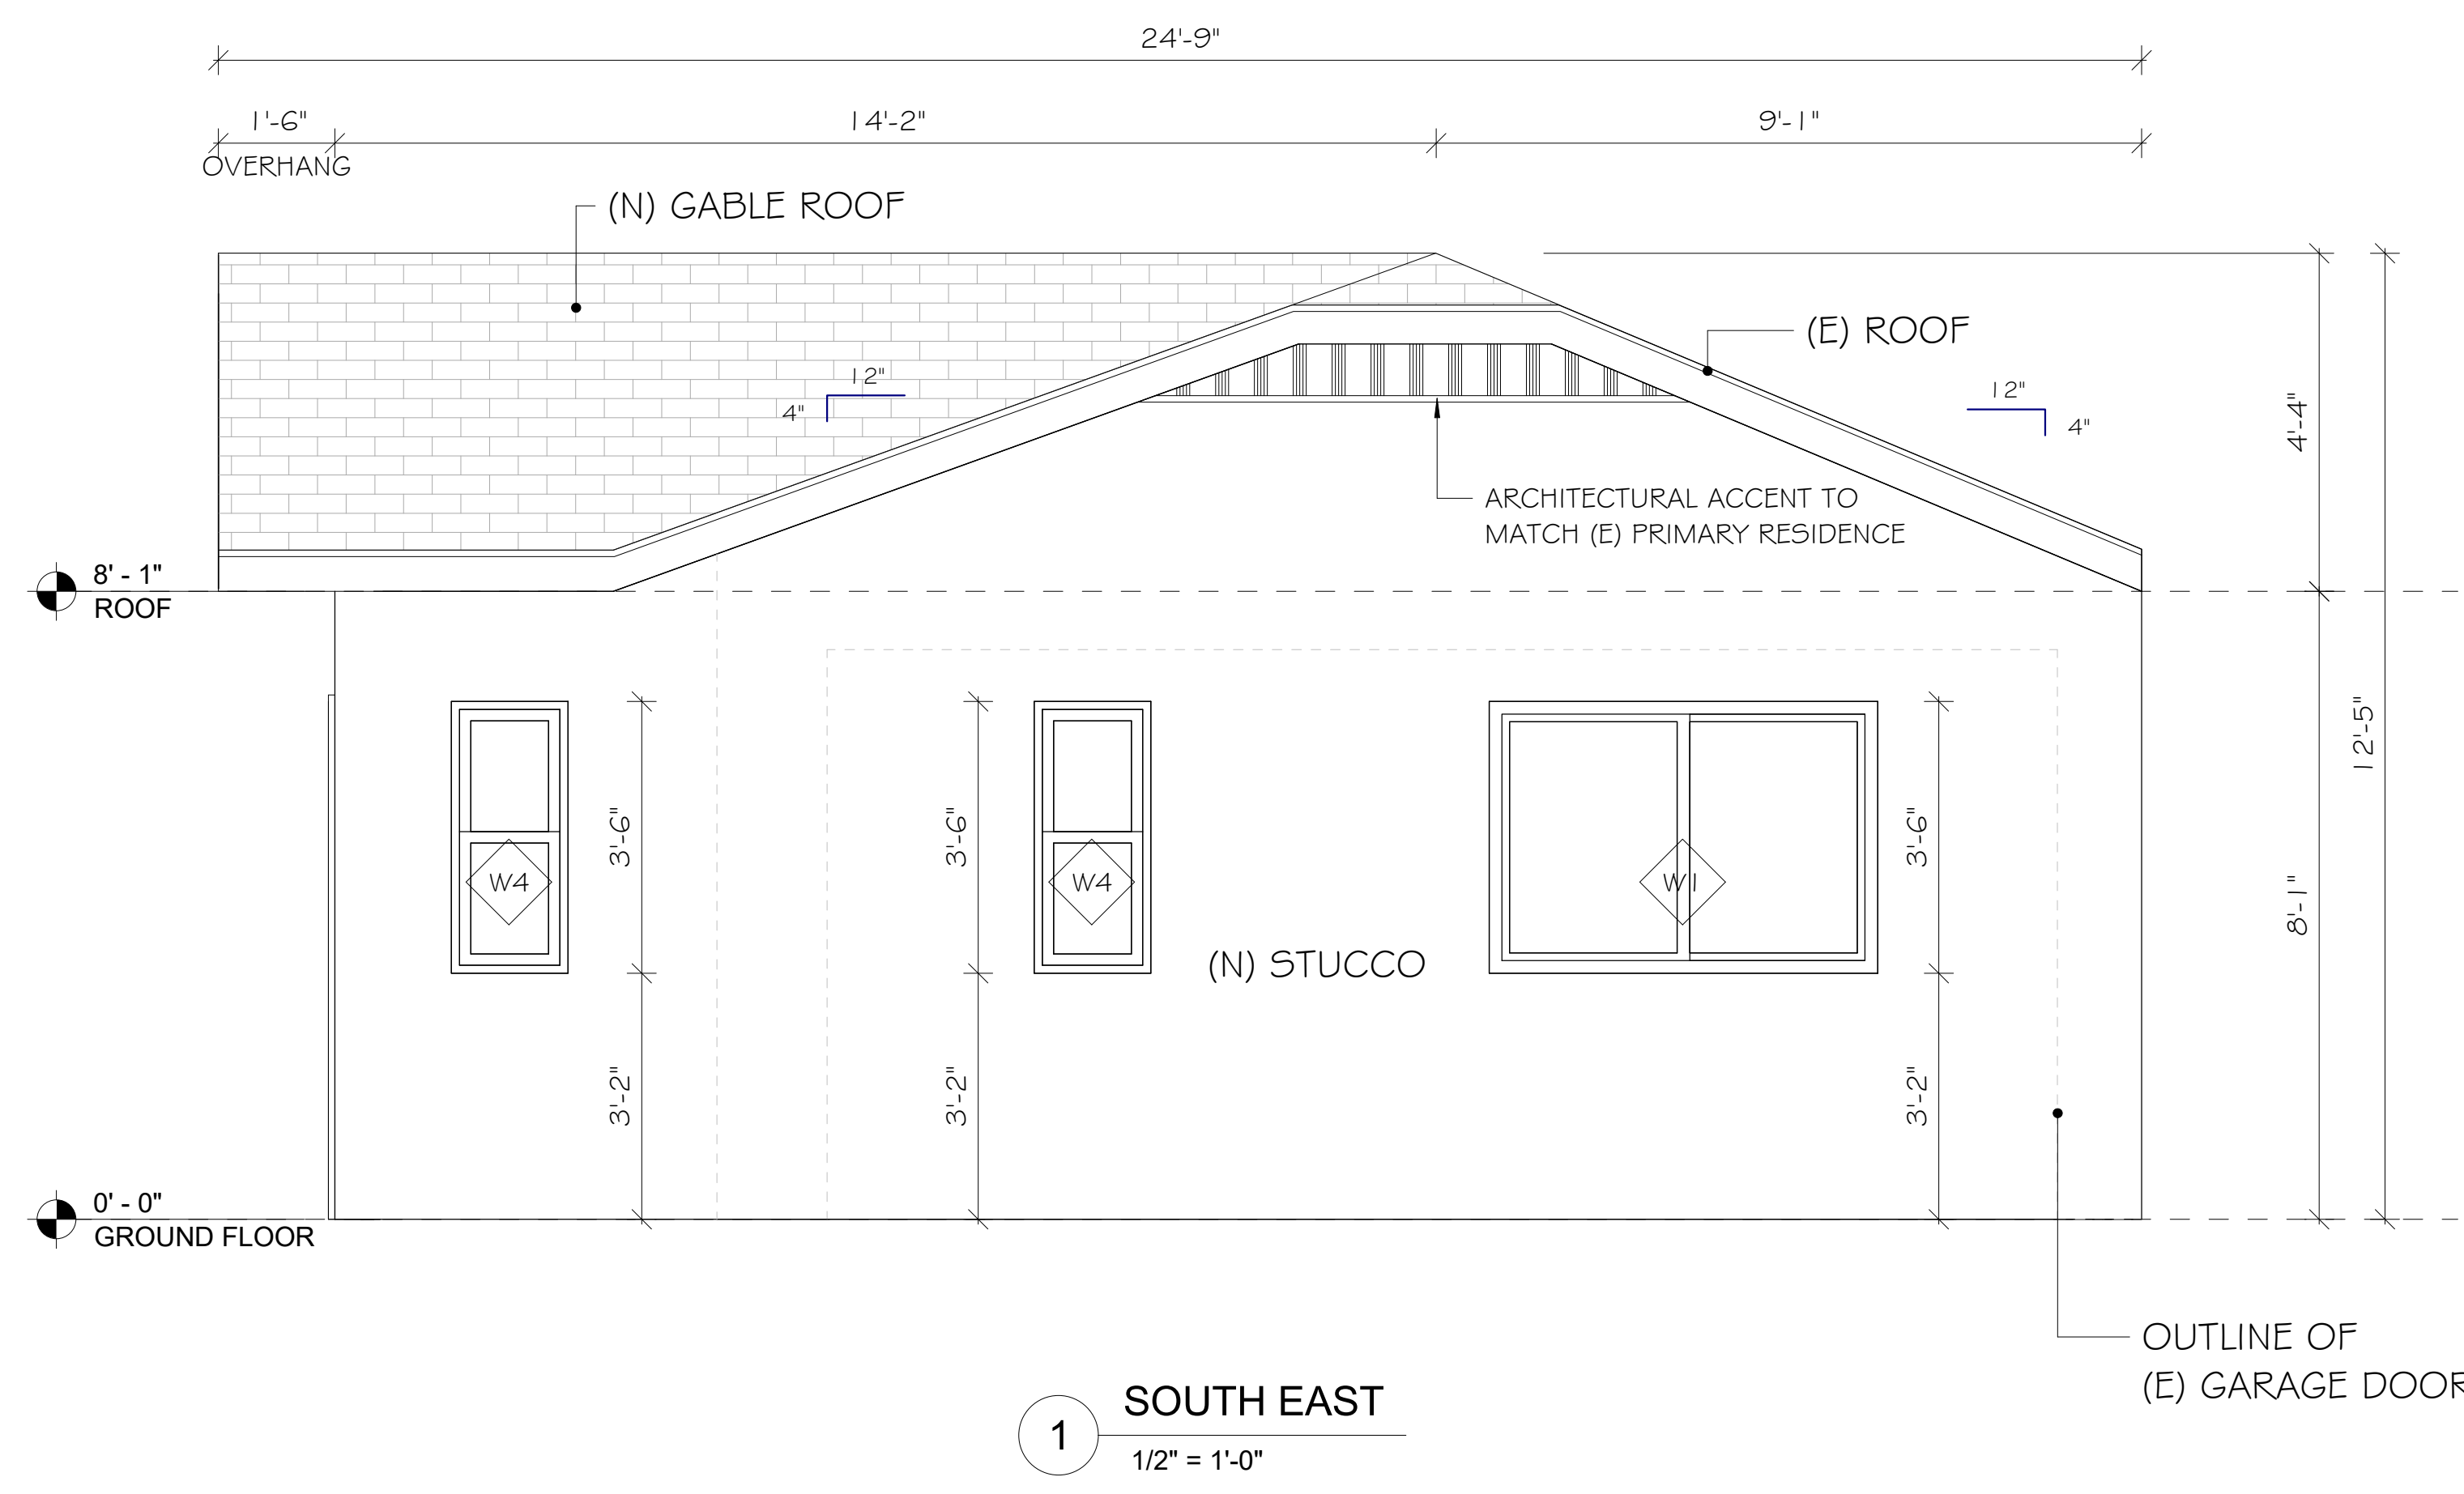 24'-9"
1'-6"
14'-2"
9'-1"
OVERHANG
(N) GABLE ROOF
(E) ROOF
12"
4"
12"
4"
4'-4"
ARCHITECTURAL ACCENT TO
MATCH (E) PRIMARY RESIDENCE
8' - 1"
ROOF
12'-5"
3'-6"
3'-6"
3'-6"
W4
W4
W1
8'-1"
(N) STUCCO
3'-2"
3'-2"
3'-2"
0' - 0"
GROUND FLOOR
OUTLINE OF
(E) GARAGE DOOR
1
SOUTH EAST
1/2" = 1'-0"